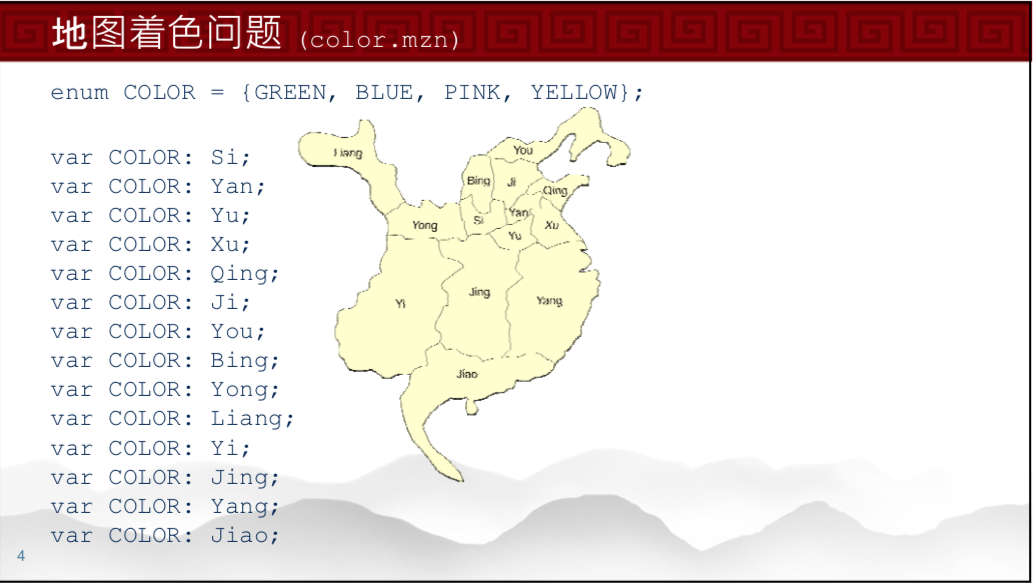 地图着色问题 (color.mzn)
enum COLOR = {GREEN, BLUE, PINK, YELLOW};
var COLOR: Si;
var COLOR: Yan;
var COLOR: Yu;
var COLOR: Xu;
var COLOR: Qing;
var COLOR: Ji;
var COLOR: You;
var COLOR: Bing;
var COLOR: Yong;
var COLOR: Liang;
var COLOR: Yi;
var COLOR: Jing;
var COLOR: Yang;
var COLOR: Jiao;
Liang
You
Bing
Ji
Qing
Yong
Si
Yan
Xu
Yu
Yi
Jing
Yang
Jiao
4